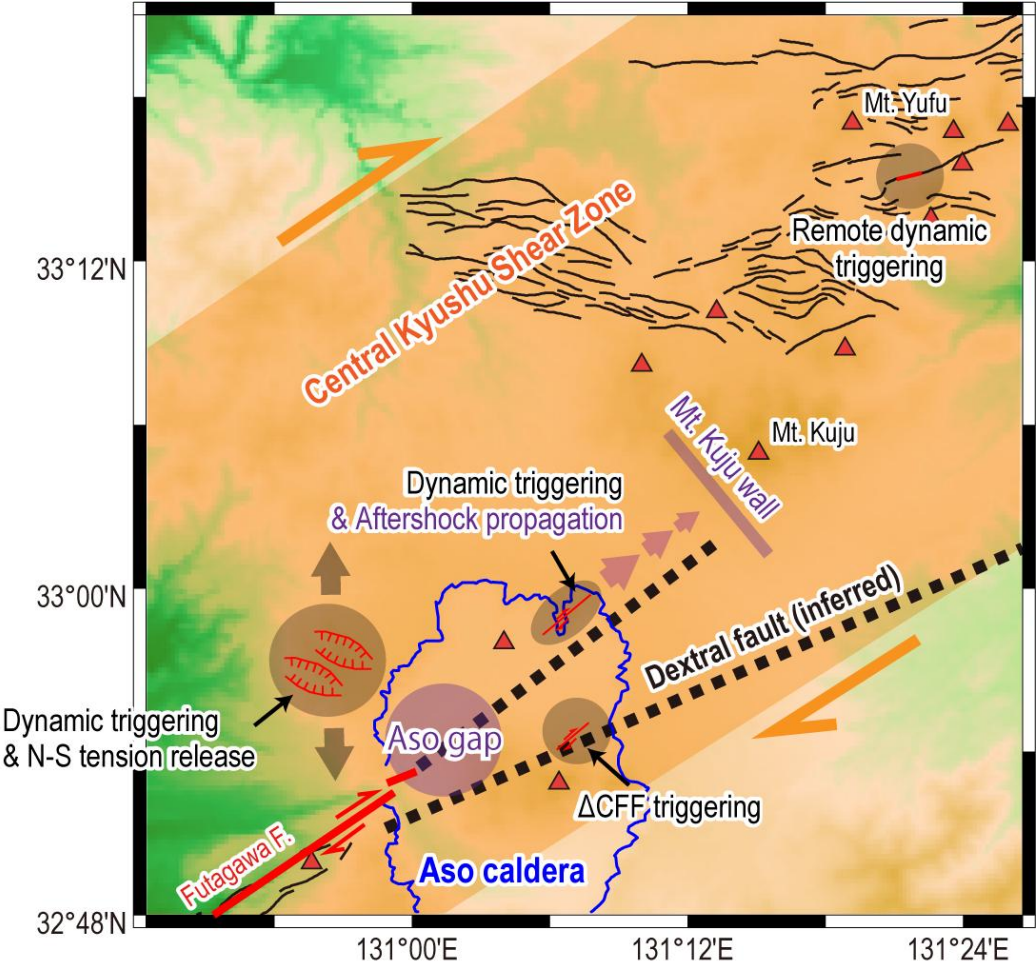 Mt. Yufu
Remote dynamic
triggering
33°12'N
Central Kyushu Shear Zone
Mt. Kuju
Mt. Kuju wall
Dynamic triggering
& Aftershock propagation
33°00'N
Dextral fault (inferred)
Dynamic triggering
& N-S tension release
Aso gap
ΔCFF triggering
Futagawa F.
Aso caldera
32°48'N
131°00'E
131°12'E
131°24'E